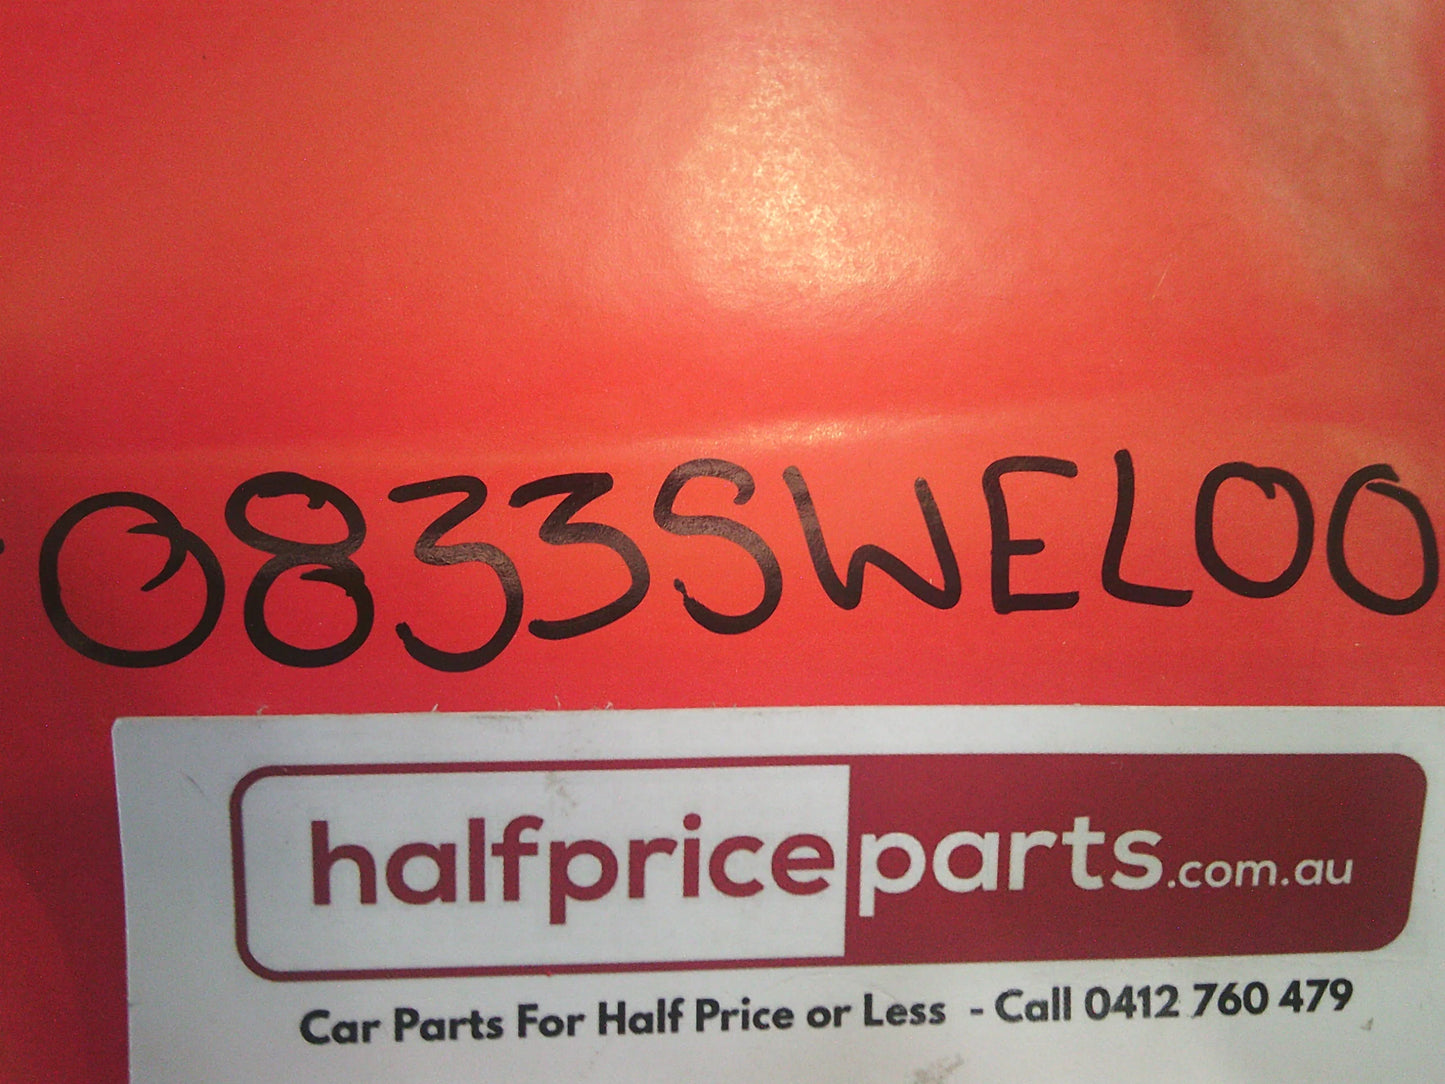 0833SWEL00
halfpriceparts.com.au
Car Parts For Half Price or Less - Call 0412 760 479